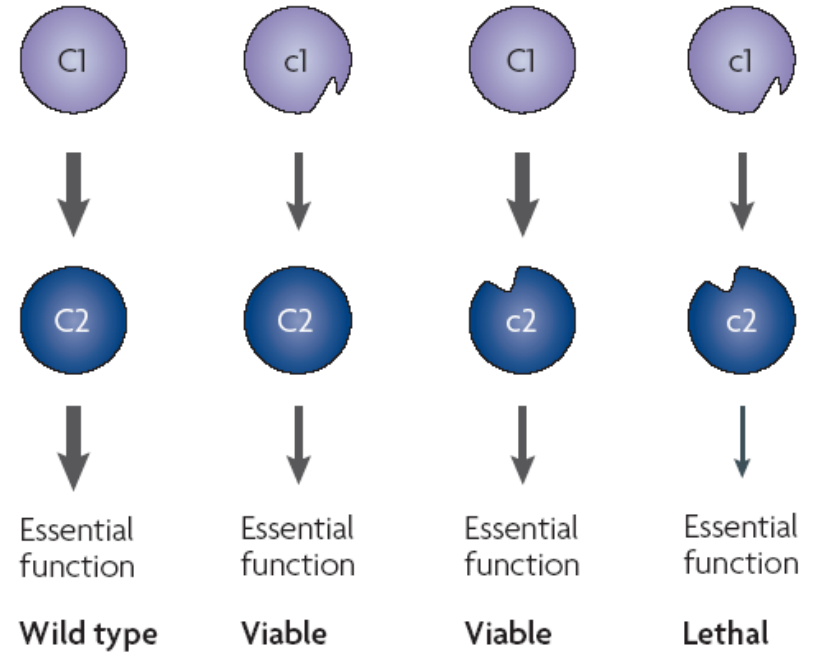 C1 c1 C1 c1
C2 C2 c2 c2
Essential Essential Essential Essential
function function function function
Wild type Viable Viable Lethal